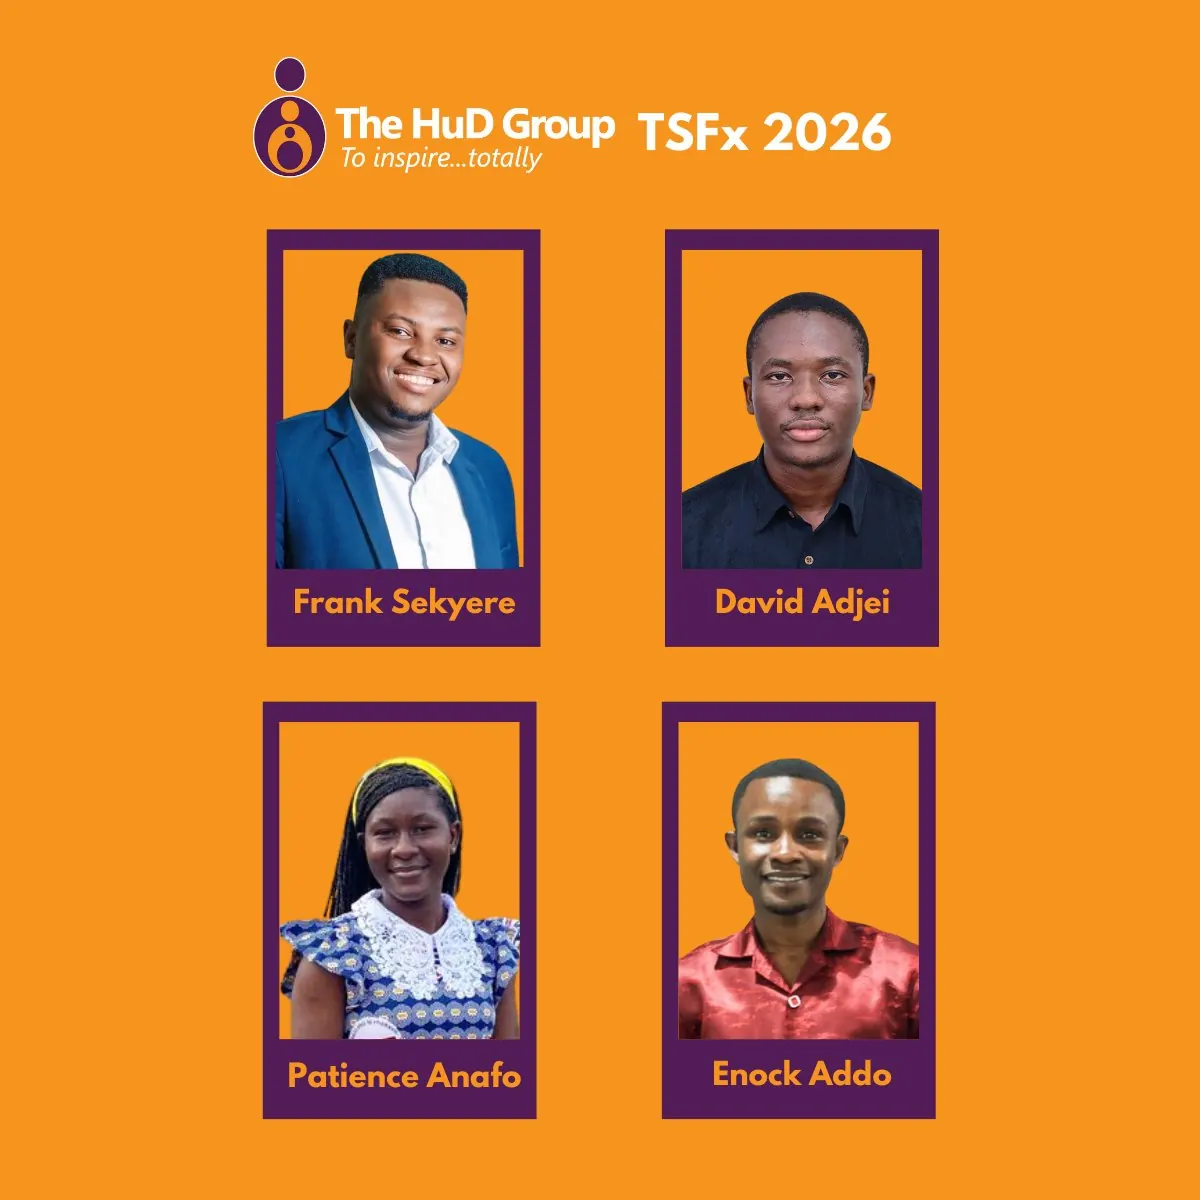 The HuD Group
To inspire...totally
TSFx 2026
Frank Sekyere
David Adjei
Patience Anafo
Enock Addo